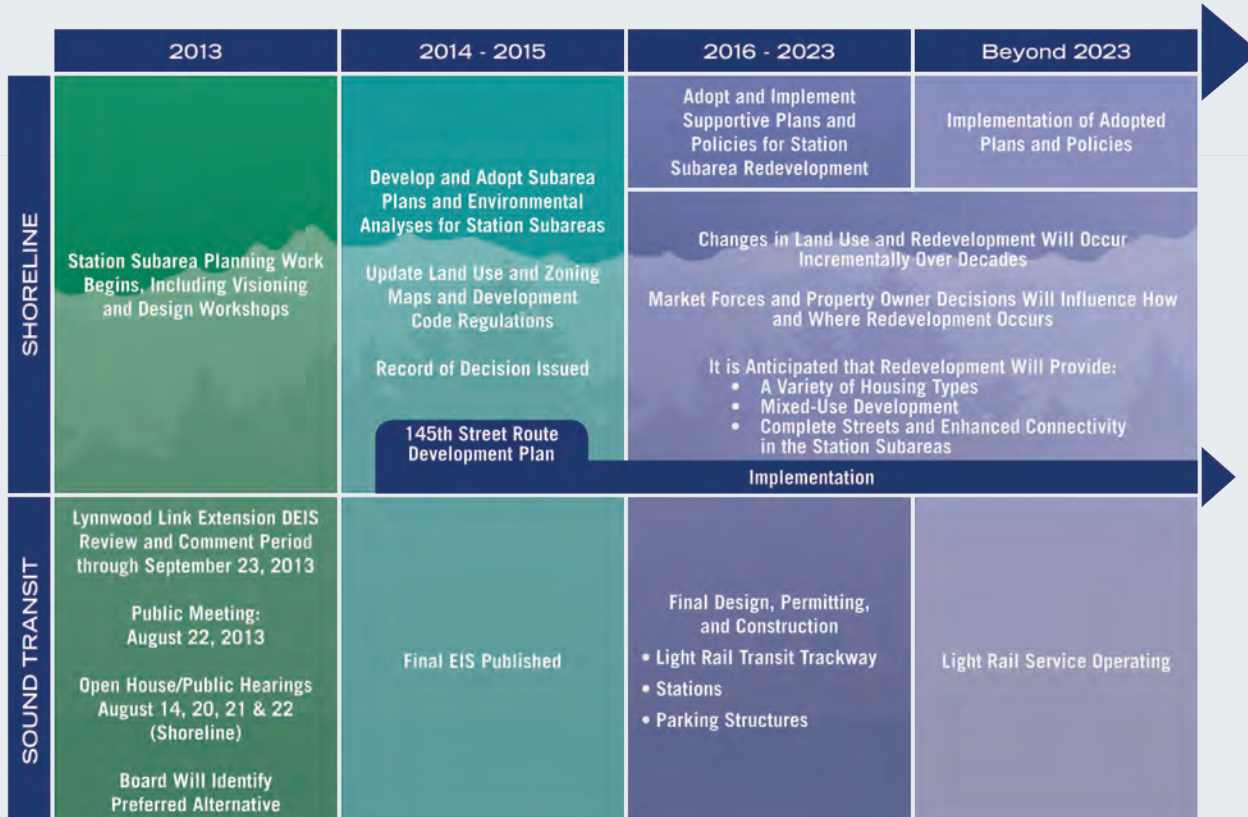 2013
2014 - 2015
2016 - 2023
Beyond 2023
SHORELINE
Station Subarea Planning Work
Begins, Including Visioning
and Design Workshops
Develop and Adopt Subarea
Plans and Environmental
Analyses for Station Subareas
Update Land Use and Zoning
Maps and Development
Code Regulations
Record of Decision Issued
145th Street Route
Development Plan
Adopt and Implement
Supportive Plans and
Policies for Station
Subarea Redevelopment
Implementation of Adopted
Plans and Policies
Changes in Land Use and Redevelopment Will Occur
Incrementally Over Decades
Market Forces and Property Owner Decisions Will Influence How
and Where Redevelopment Occurs
It is Anticipated that Redevelopment Will Provide:
• A Variety of Housing Types
• Mixed-Use Development
• Complete Streets and Enhanced Connectivity
in the Station Subareas
Implementation
SOUND TRANSIT
Lynnwood Link Extension DEIS
Review and Comment Period
through September 23, 2013
Public Meeting:
August 22, 2013
Open House/Public Hearings
August 14, 20, 21 & 22
(Shoreline)
Board Will Identify
Preferred Alternative
Final EIS Published
Final Design, Permitting,
and Construction
• Light Rail Transit Trackway
• Stations
• Parking Structures
Light Rail Service Operating